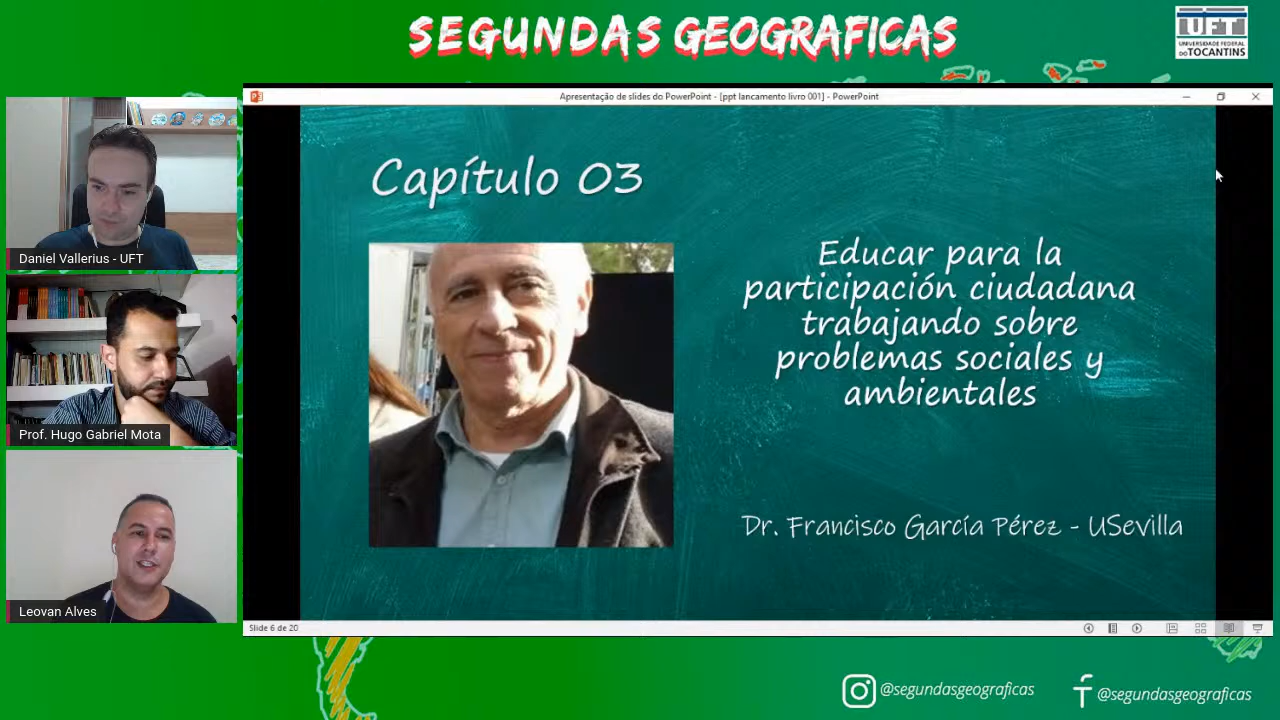 SEGUNDAS GEOGRAFICAS
UFT
UNIVERSIDADE FEDERAL
DO TOCANTINS
Apresentação de slides do PowerPoint - [ppt lancamento livro 001] - PowerPoint
Capítulo 03
Educar para la
participación ciudadana
trabajando sobre
problemas sociales y
ambientales
Dr. Francisco García Pérez - USevilla
Daniel Vallerius - UFT
Prof. Hugo Gabriel Mota
Leovan Alves
Slide 6 de 20
@segundasgeograficas
@segundasgeograficas